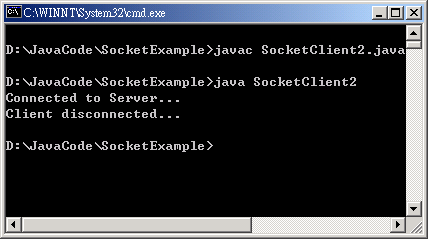 C:\WINNT\System32\cmd.exe
D:\JavaCode\SocketExample>javac SocketClient2.java
D:\JavaCode\SocketExample>java SocketClient2
Connected to Server...
Client disconnected...
D:\JavaCode\SocketExample>